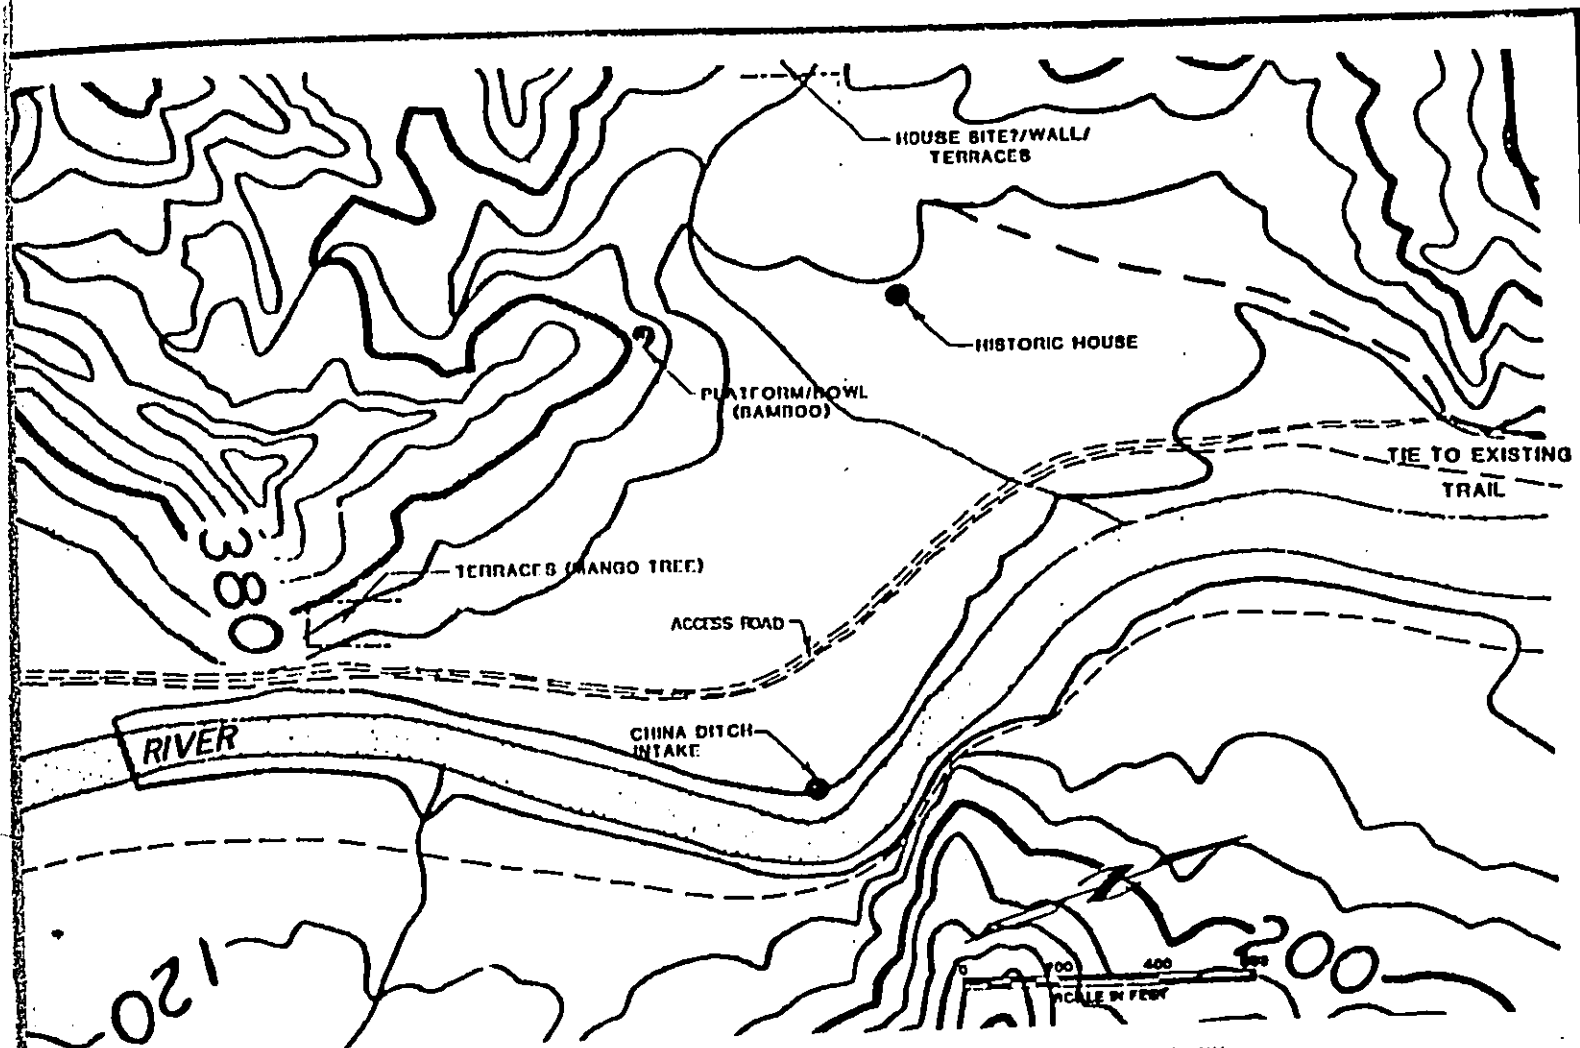 HOUSE SITE?/WALL/
TERRACES
HISTORIC HOUSE
PLATFORM/BOWL
(BAMBOO)
TIE TO EXISTING
TRAIL
380
TERRACES (MANGO TREE)
ACCESS ROAD
CHINA DITCH
INTAKE
RIVER
120
200
0 200 400
SCALE IN FEET